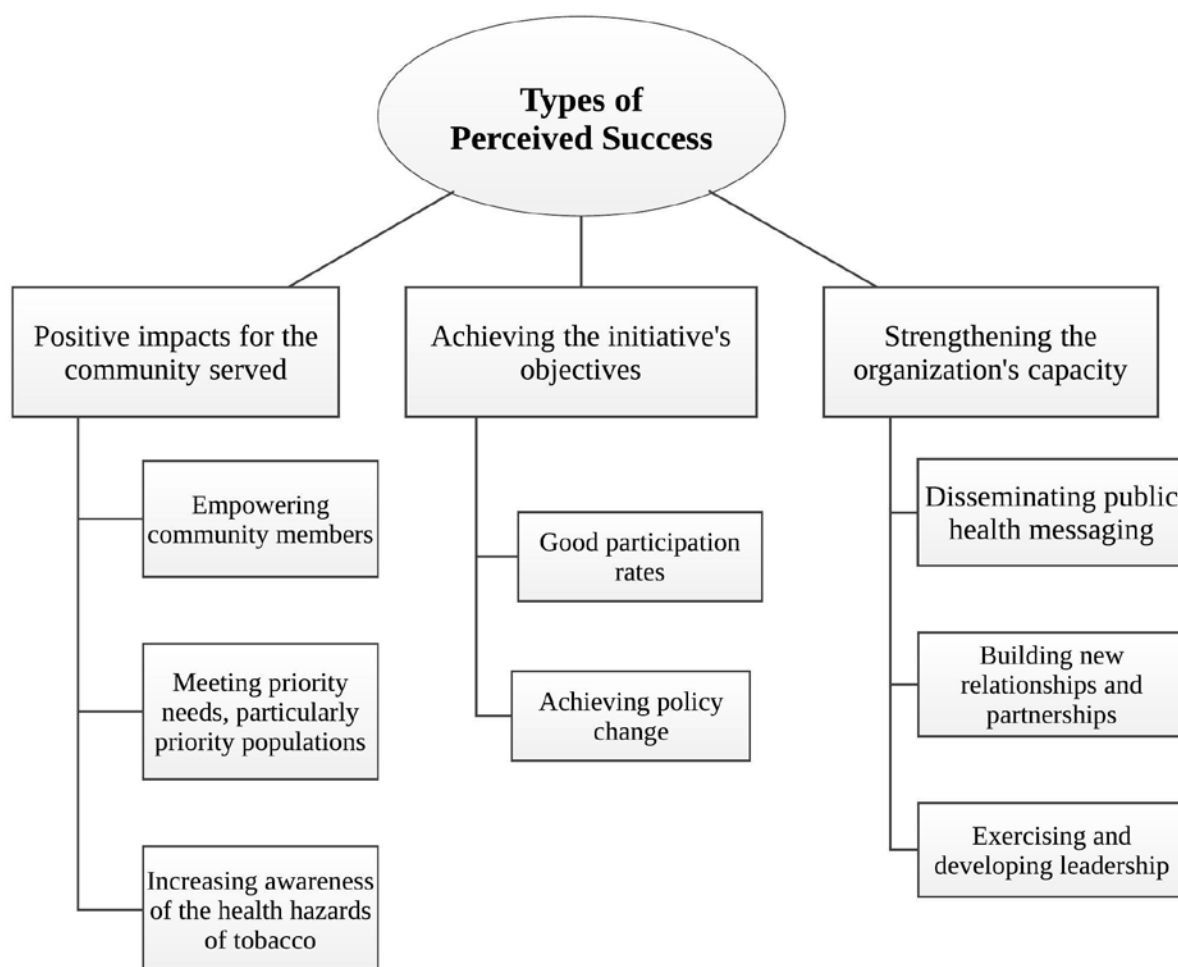 Types of
Perceived Success
Positive impacts for the
community served
Empowering
community members
Meeting priority
needs, particularly
priority populations
Increasing awareness
of the health hazards
of tobacco
Achieving the initiative's
objectives
Good participation
rates
Achieving policy
change
Strengthening the
organization's capacity
Disseminating public
health messaging
Building new
relationships and
partnerships
Exercising and
developing leadership